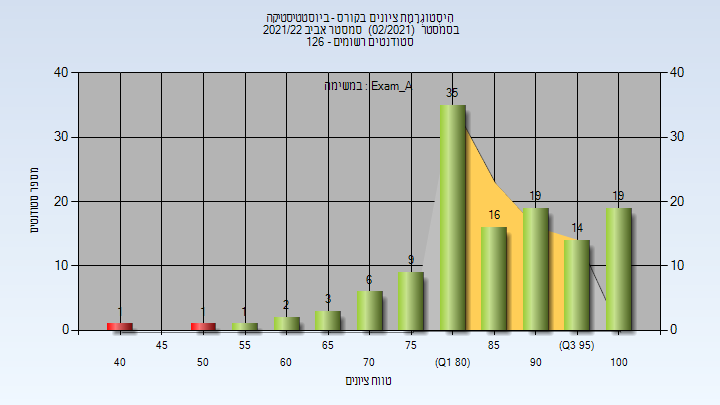 היסטוגרמת ציונים בקורס - ביוסטטיסטיקה
בסמסטר (02/2021) סמסטר אביב 2021/22
סטודנטים רשומים - 126
במשימה : Exam_A
מספר סטודנטים
40 40
30 30
20 20
10 10
0 0
1 1 1 2 3 6 9 35 16 19 14 19
45 55 65 75 85 (Q3 95)
40 50 60 70 (Q1 80) 90 100
טווח ציונים